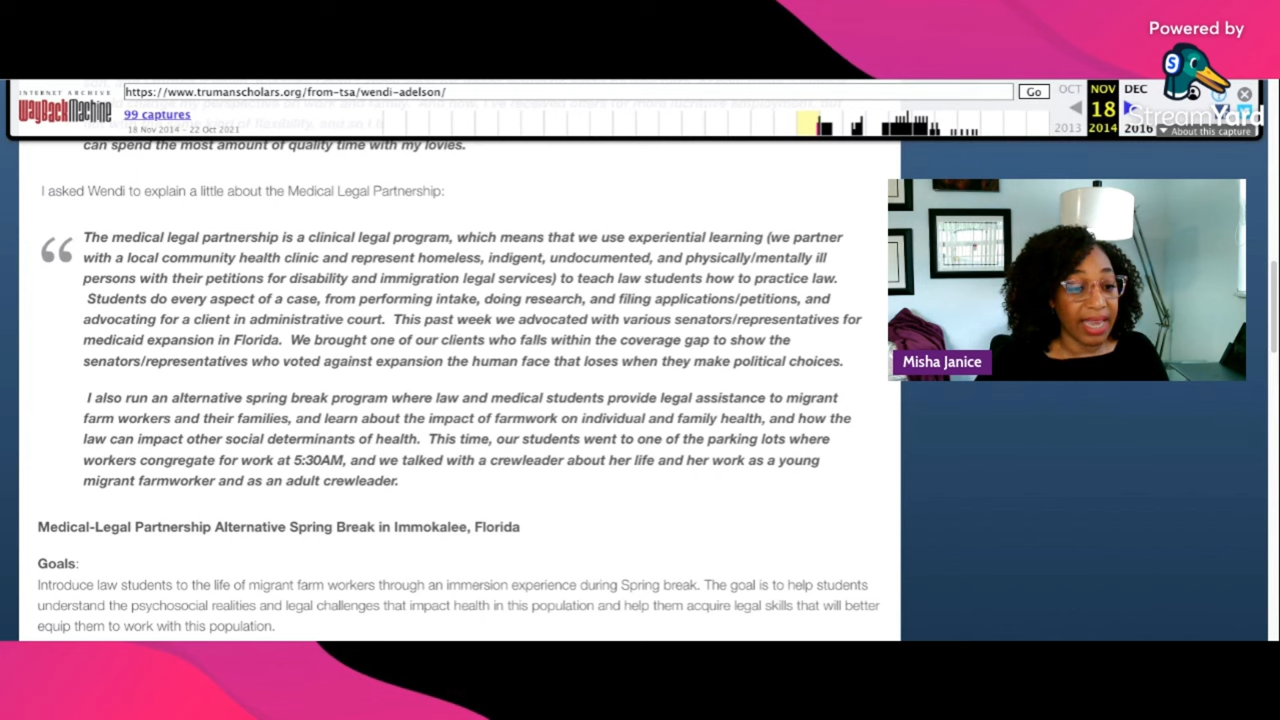 Powered by
StreamYard
INTERNET ARCHIVE
WayBackMachine
https://www.trumanscholars.org/from-tsa/wendi-adelson/
Go
OCT
NOV
DEC
99 captures
18
18 Nov 2014 - 22 Oct 2021
2013
2014
2016
About this capture
can spend the most amount of quality time with my lovies.
I asked Wendi to explain a little about the Medical Legal Partnership:
“ The medical legal partnership is a clinical legal program, which means that we use experiential learning (we partner
with a local community health clinic and represent homeless, indigent, undocumented, and physically/mentally ill
persons with their petitions for disability and immigration legal services) to teach law students how to practice law.
Students do every aspect of a case, from performing intake, doing research, and filing applications/petitions, and
advocating for a client in administrative court. This past week we advocated with various senators/representatives for
medicaid expansion in Florida. We brought one of our clients who falls within the coverage gap to show the
senators/representatives who voted against expansion the human face that loses when they make political choices.
I also run an alternative spring break program where law and medical students provide legal assistance to migrant
farm workers and their families, and learn about the impact of farmwork on individual and family health, and how the
law can impact other social determinants of health. This time, our students went to one of the parking lots where
workers congregate for work at 5:30AM, and we talked with a crewleader about her life and her work as a young
migrant farmworker and as an adult crewleader.
Medical-Legal Partnership Alternative Spring Break in Immokalee, Florida
Goals:
Introduce law students to the life of migrant farm workers through an immersion experience during Spring break. The goal is to help students
understand the psychosocial realities and legal challenges that impact health in this population and help them acquire legal skills that will better
equip them to work with this population.
Misha Janice